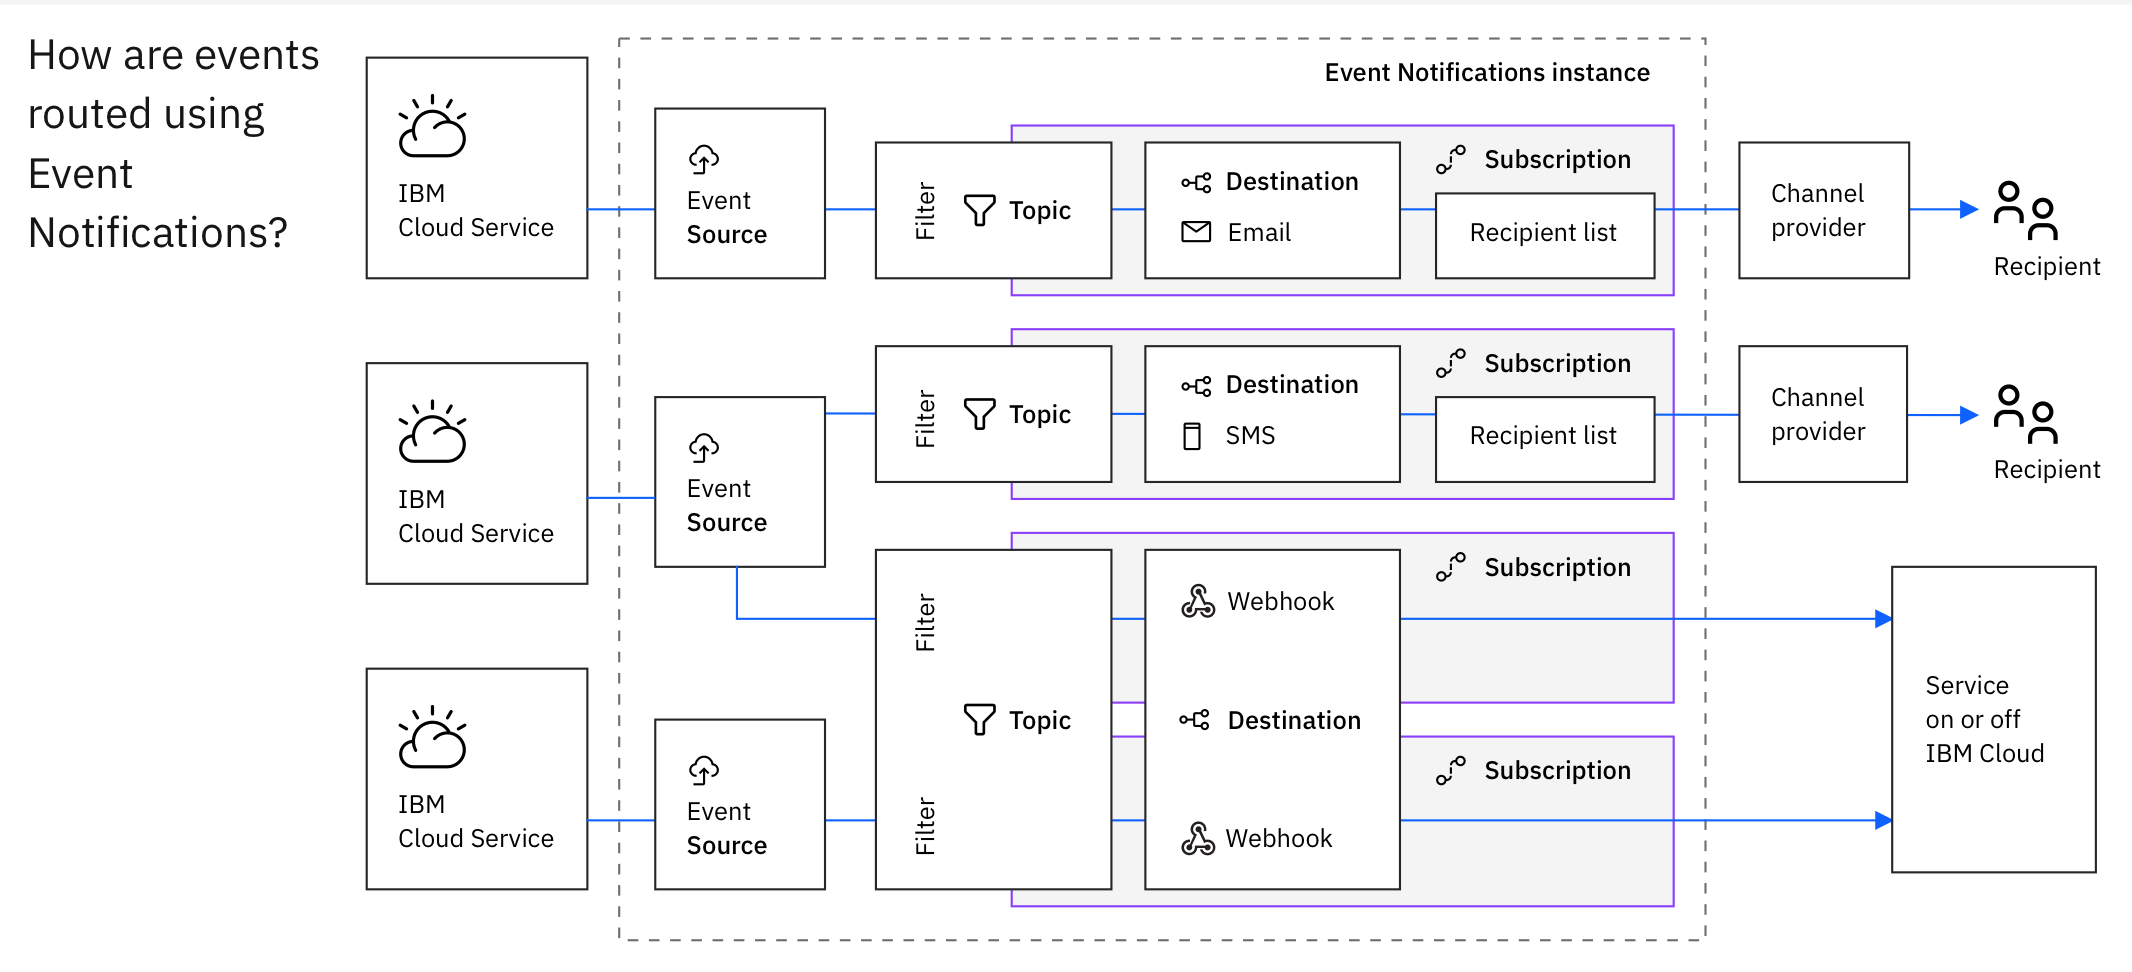 How are events
routed using
Event
Notifications?
Event Notifications instance
IBM
Cloud Service
Event
Source
Filter
Topic
Destination
Email
Subscription
Recipient list
Channel
provider
Recipient
IBM
Cloud Service
Event
Source
Filter
Topic
Destination
SMS
Subscription
Recipient list
Channel
provider
Recipient
Filter
Webhook
Subscription
Topic
Destination
Service
on or off
IBM Cloud
IBM
Cloud Service
Event
Source
Filter
Webhook
Subscription